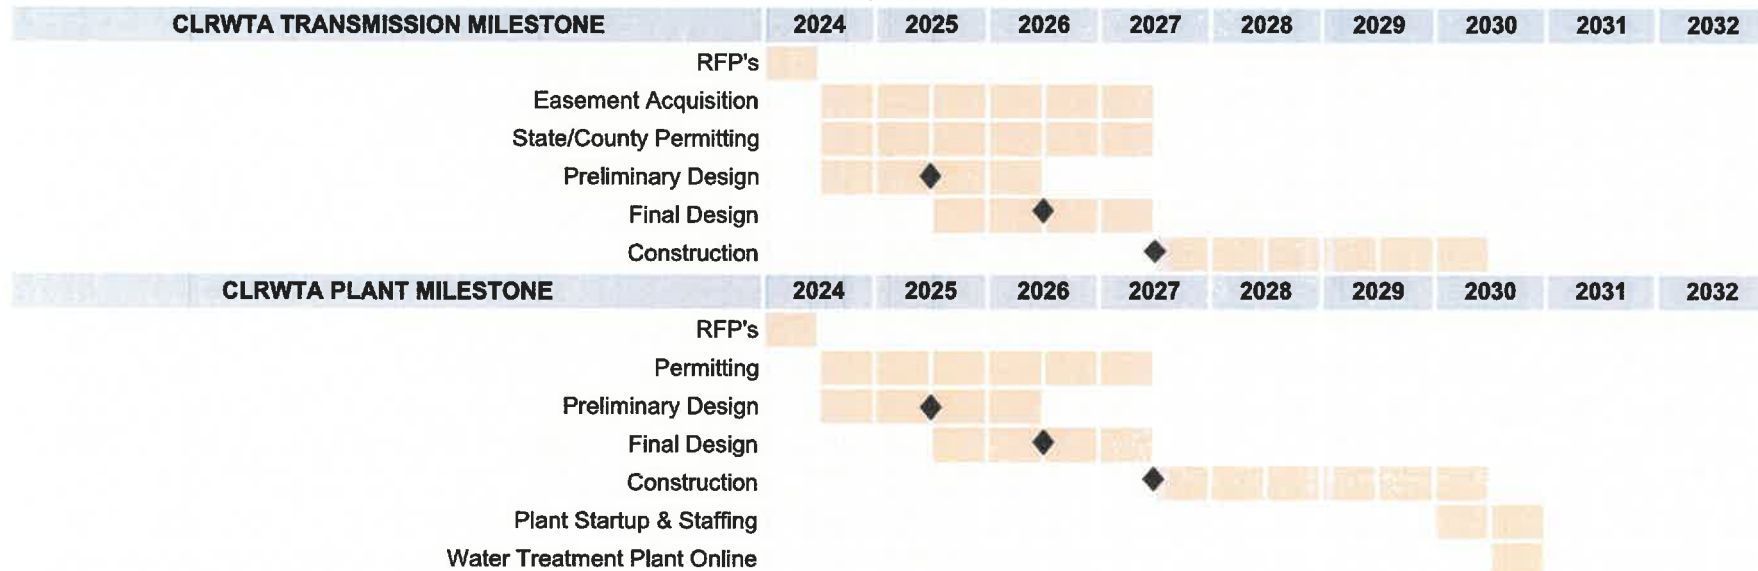 CLRWTA TRANSMISSION MILESTONE 2024 2025 2026 2027 2028 2029 2030 2031 2032
RFP's
Easement Acquisition
State/County Permitting
Preliminary Design
Final Design
Construction
CLRWTA PLANT MILESTONE 2024 2025 2026 2027 2028 2029 2030 2031 2032
RFP's
Permitting
Preliminary Design
Final Design
Construction
Plant Startup & Staffing
Water Treatment Plant Online